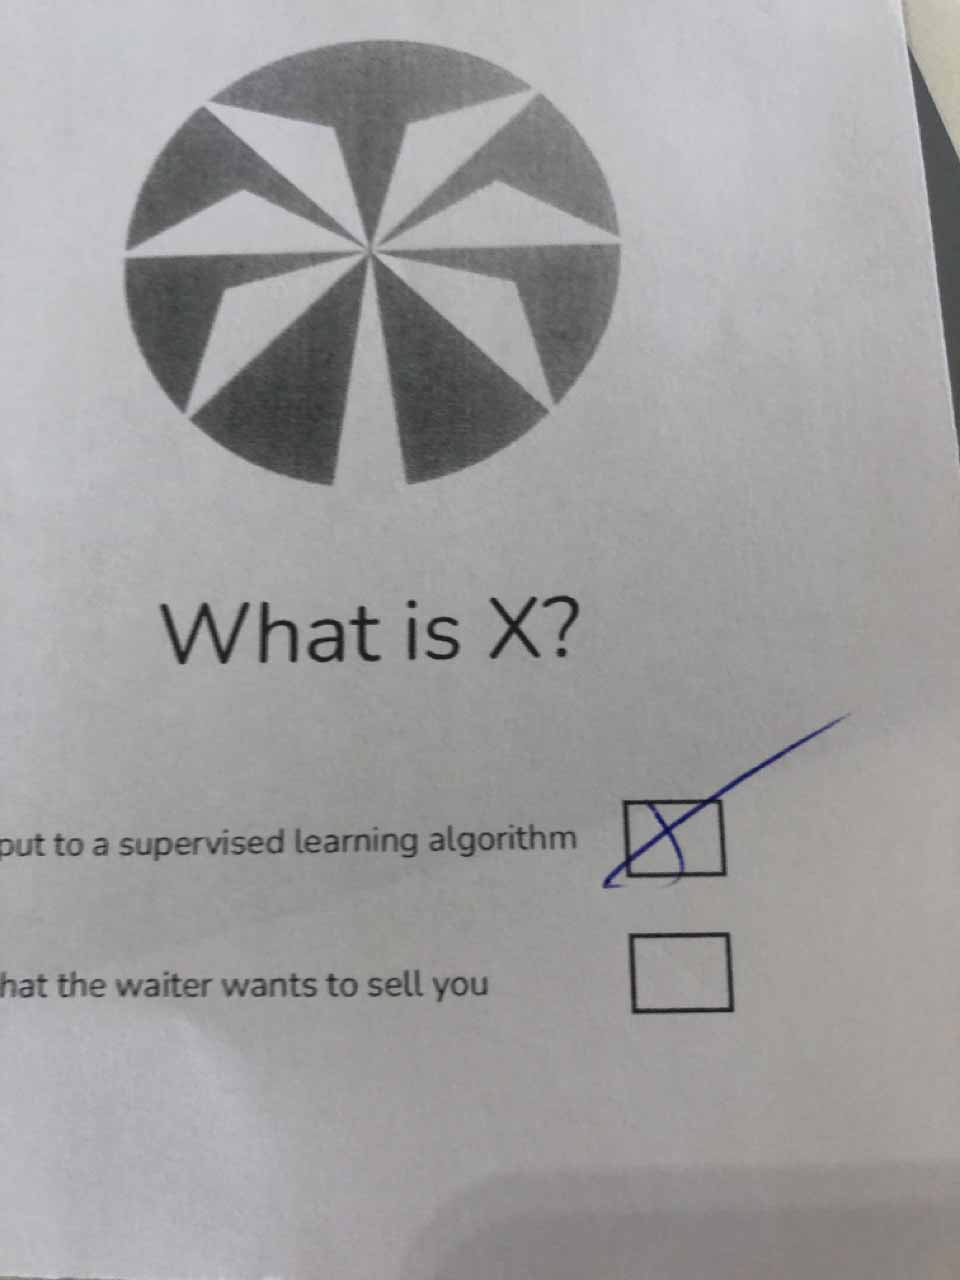 What is X?
put to a supervised learning algorithm
hat the waiter wants to sell you